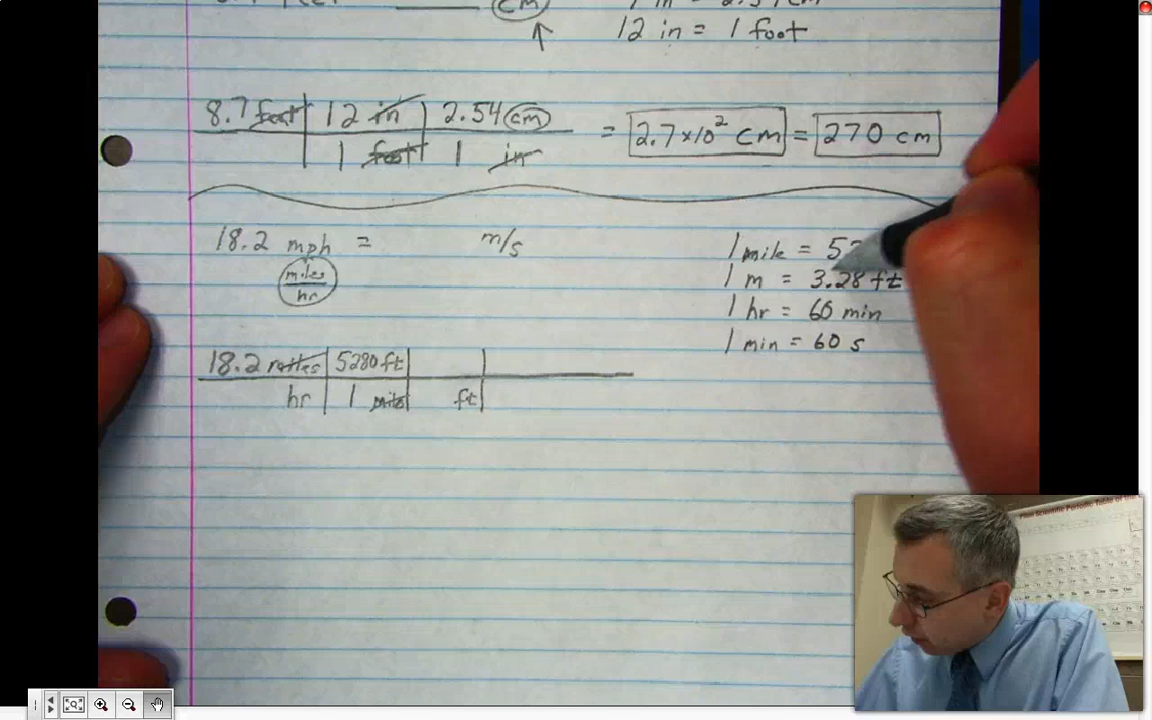 cm
12 in = 1 foot
8.7 feet | 12 in | 2.54 cm = 2.7 x 10² cm = 270 cm
1 foot | 1 in
18.2 mph = m/s
miles
hr
1 mile = 5
1 m = 3.28 ft
1 hr = 60 min
1 min = 60 s
18.2 miles | 5280 ft
hr | 1 mile | ft